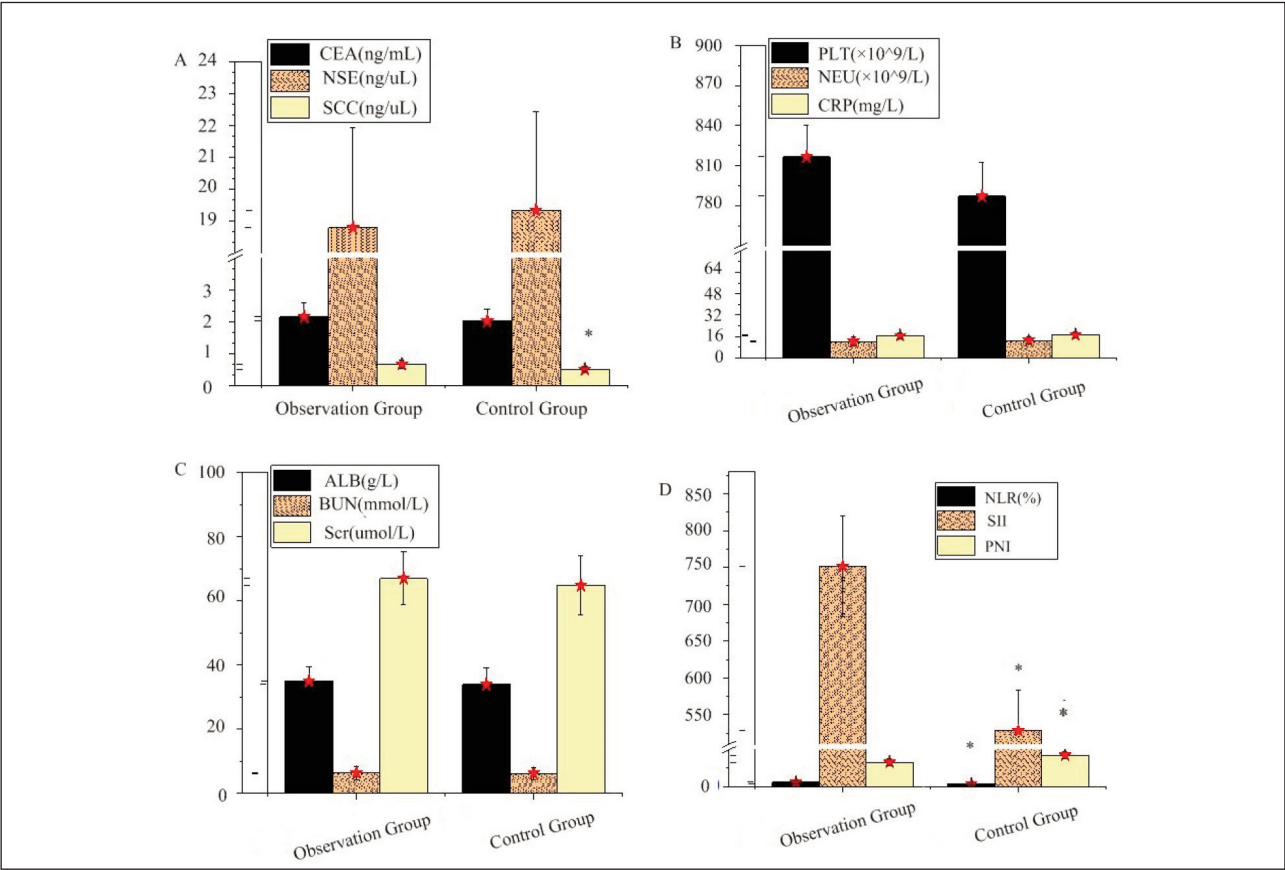 A
24
23
22
21
20
19
3
2
1
0
CEA(ng/mL)
NSE(ng/uL)
SCC(ng/uL)
*
Observation Group
Control Group
B
900
870
840
810
780
64
48
32
16
0
PLT(×10^9/L)
NEU(×10^9/L)
CRP(mg/L)
Observation Group
Control Group
C
100
80
60
40
20
0
ALB(g/L)
BUN(mmol/L)
Scr(umol/L)
Observation Group
Control Group
D
850
800
750
700
650
600
550
0
NLR(%)
SII
PNI
*
*
*
Observation Group
Control Group